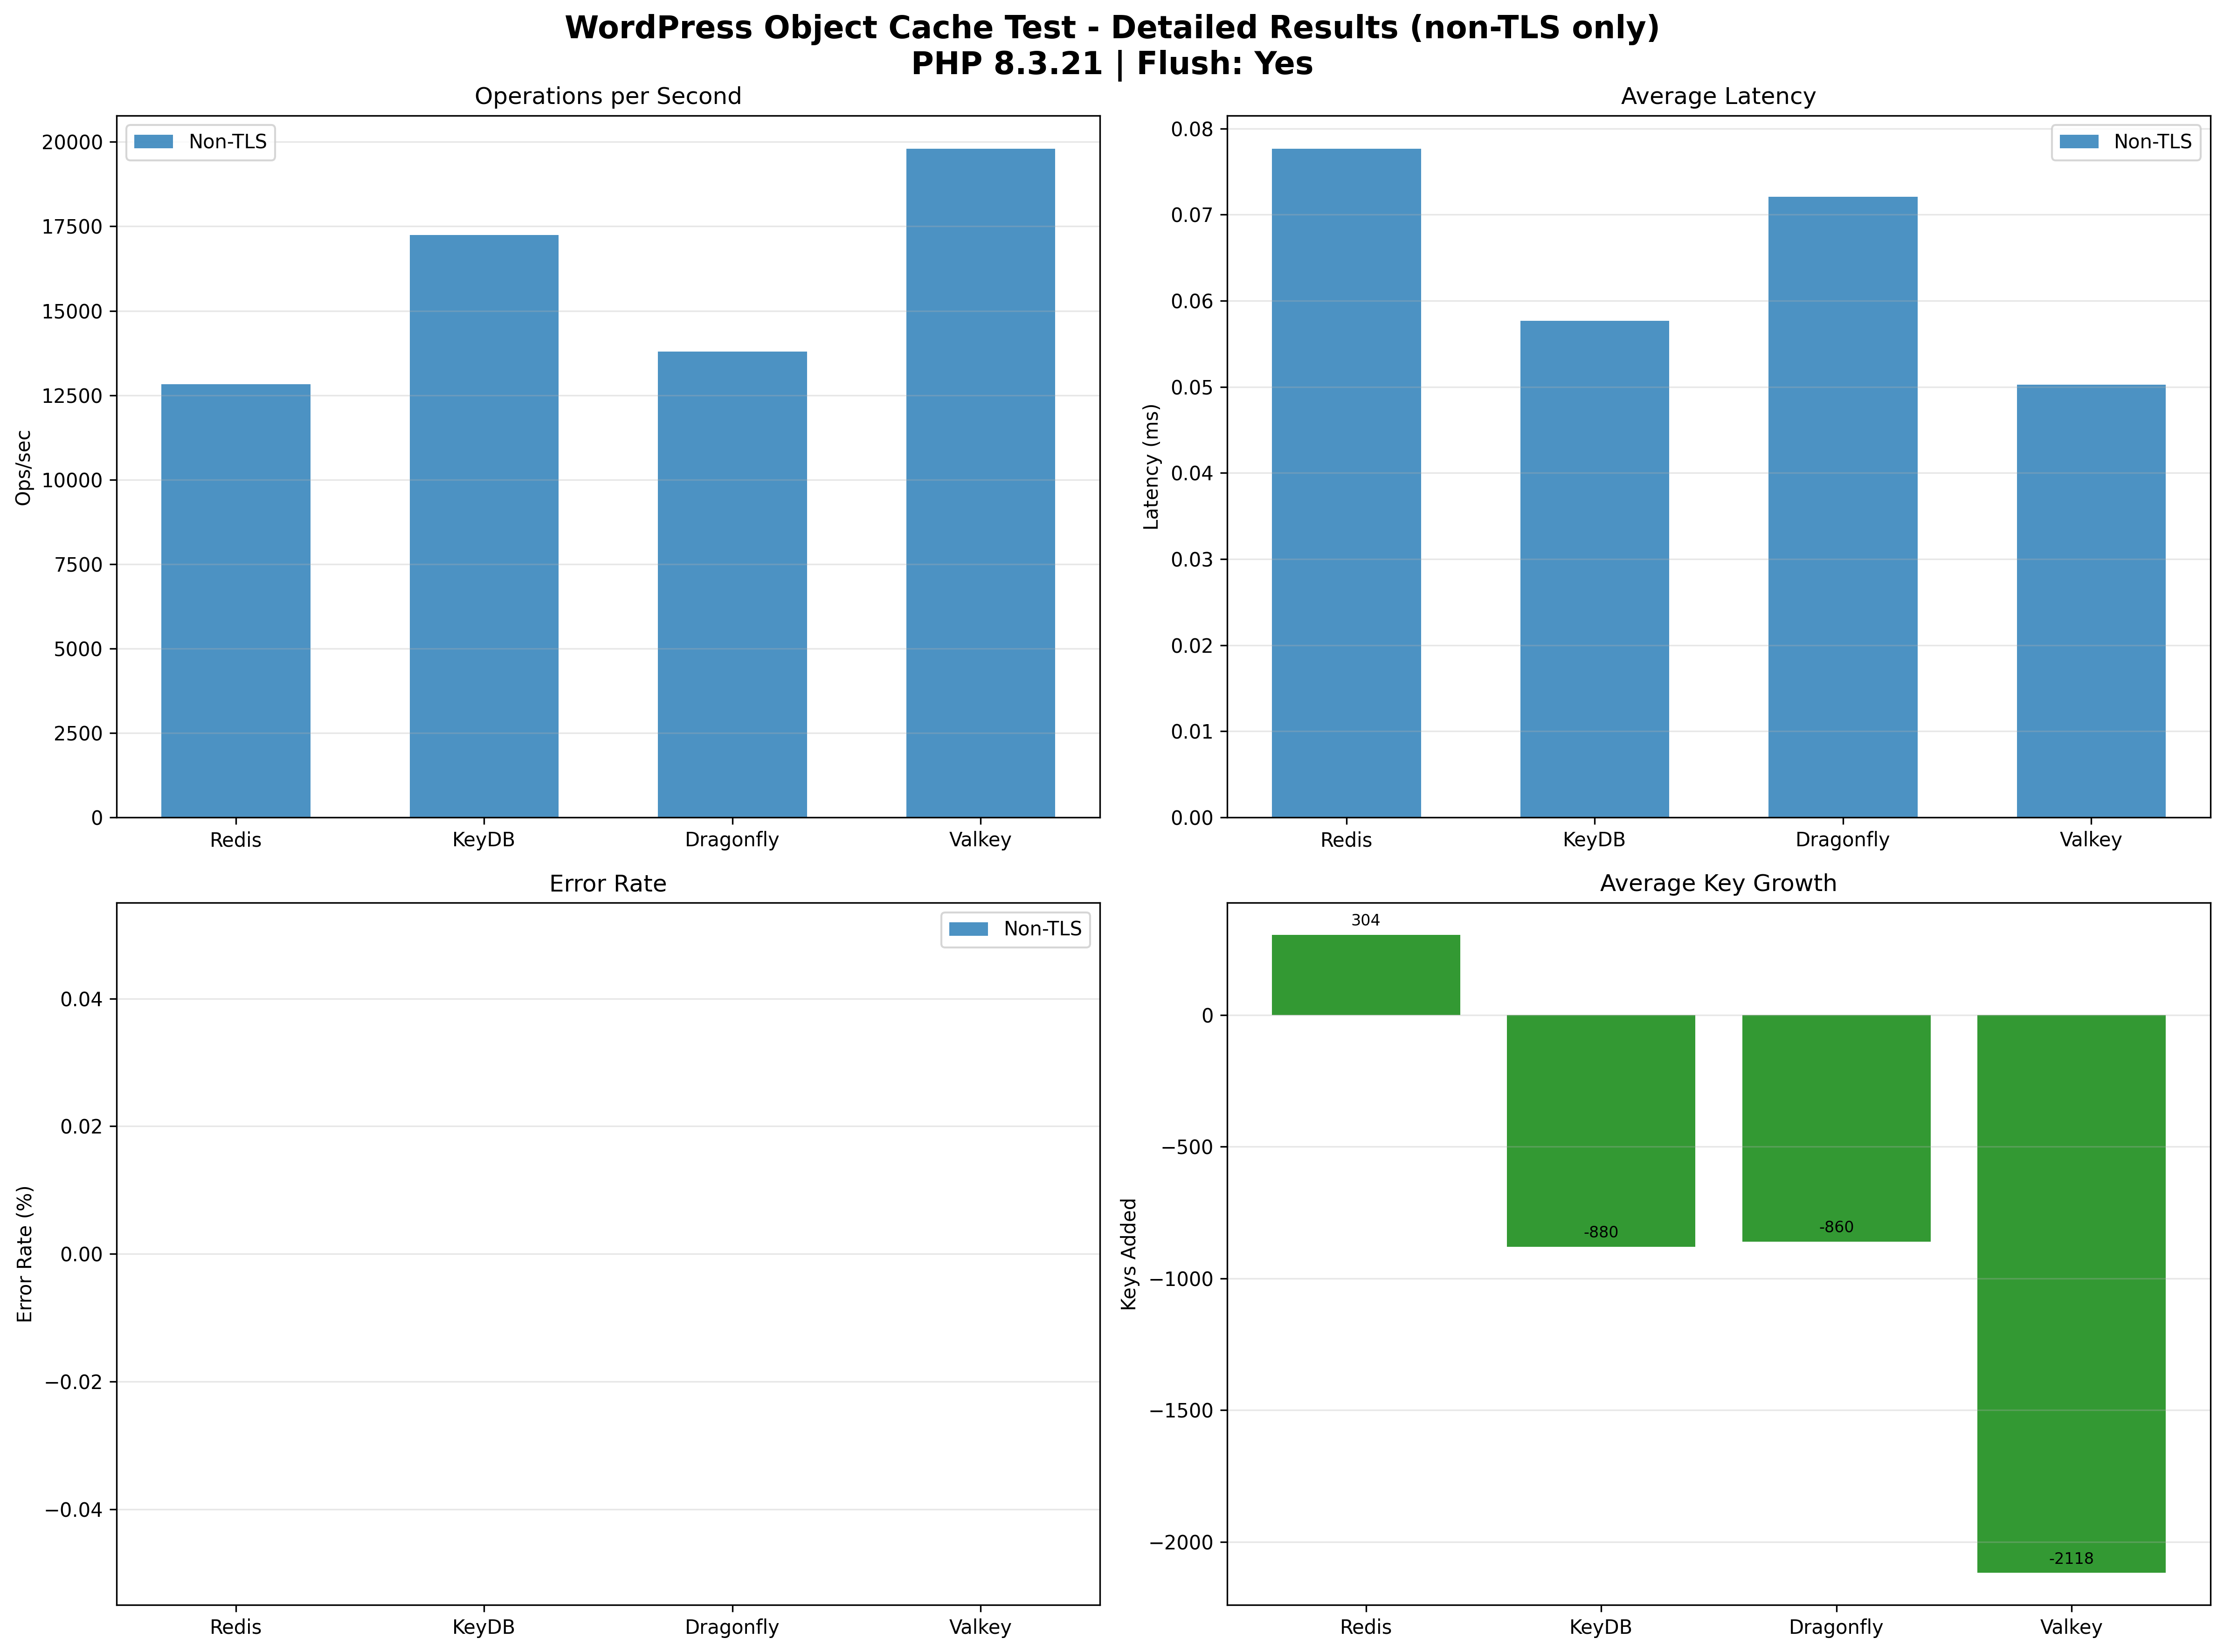 WordPress Object Cache Test - Detailed Results (non-TLS only)
PHP 8.3.21 | Flush: Yes
Operations per Second
Non-TLS
Ops/sec
20000
17500
15000
12500
10000
7500
5000
2500
0
Redis
KeyDB
Dragonfly
Valkey
Average Latency
Non-TLS
Latency (ms)
0.08
0.07
0.06
0.05
0.04
0.03
0.02
0.01
0.00
Redis
KeyDB
Dragonfly
Valkey
Error Rate
Non-TLS
Error Rate (%)
0.04
0.02
0.00
−0.02
−0.04
Redis
KeyDB
Dragonfly
Valkey
Average Key Growth
Keys Added
0
−500
−1000
−1500
−2000
304
-880
-860
-2118
Redis
KeyDB
Dragonfly
Valkey